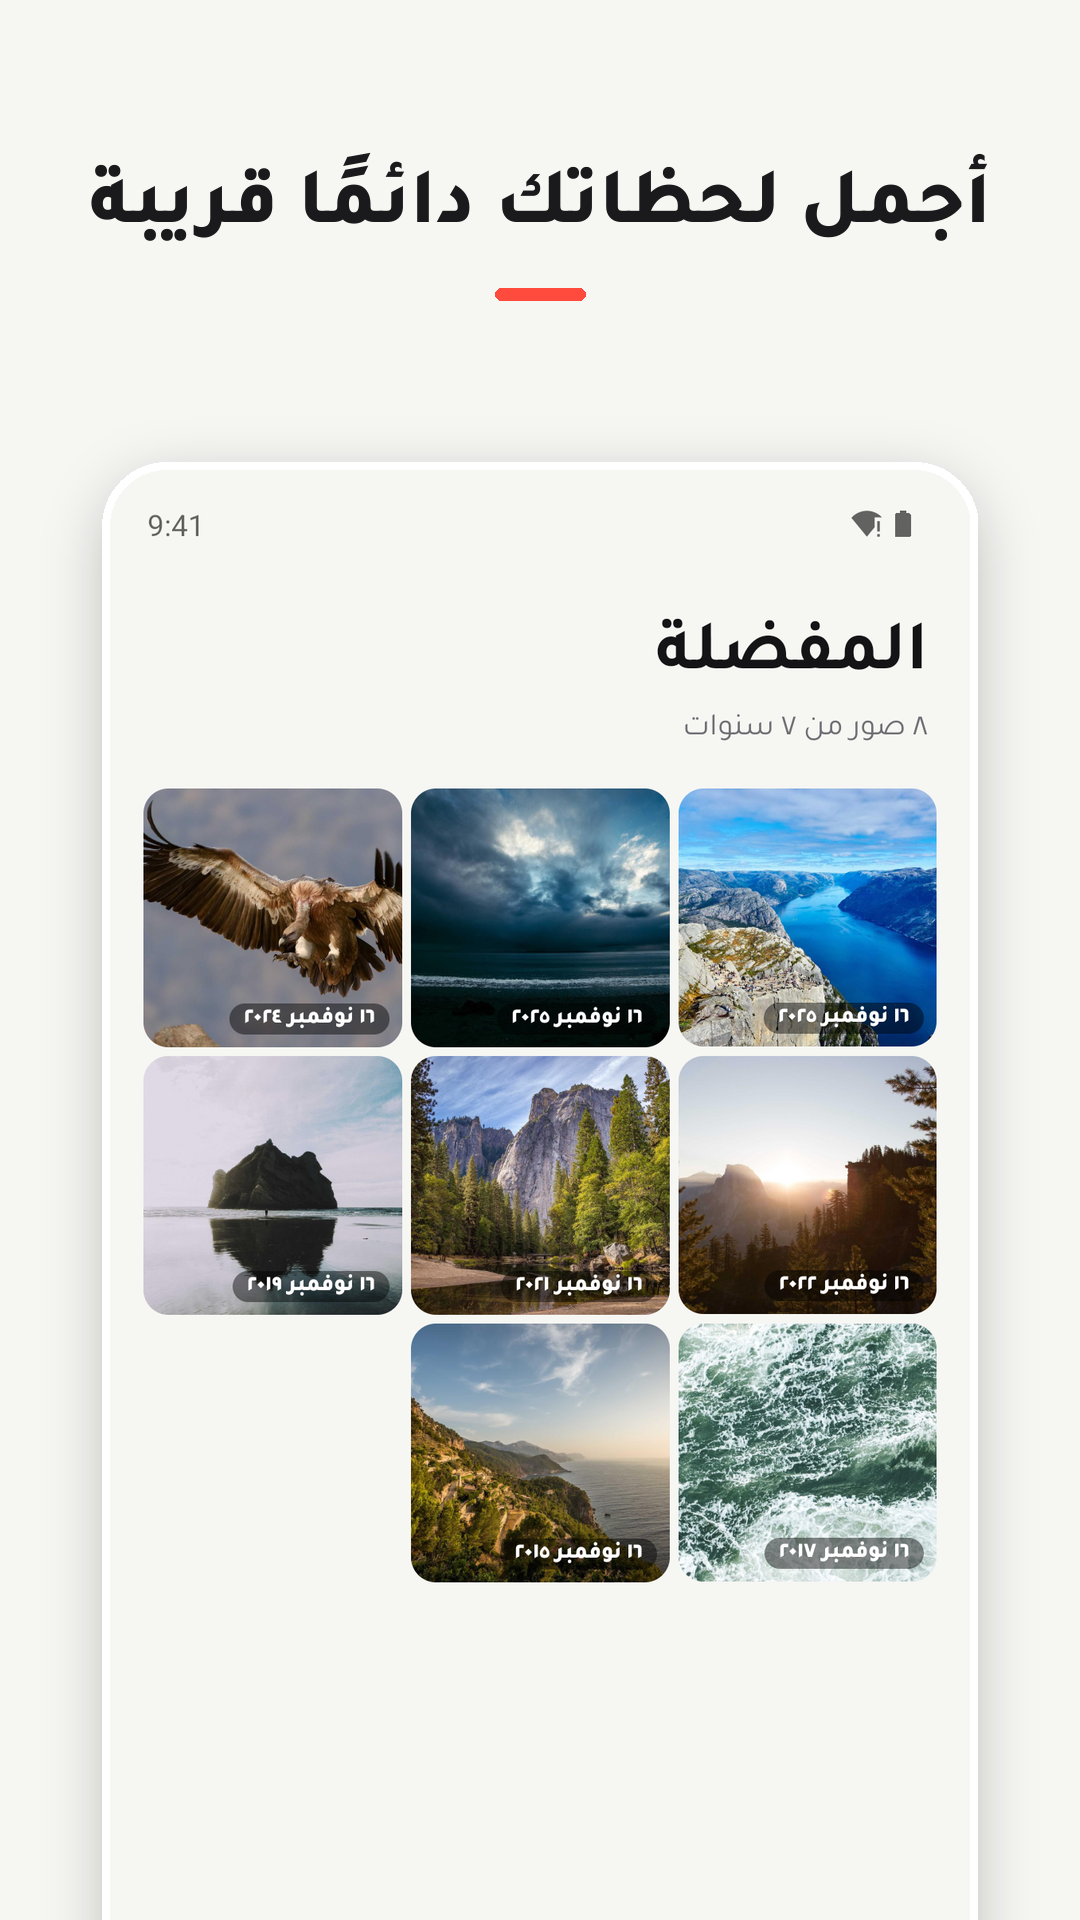 أجمل لحظاتك دائمًا قريبة
9:41
المفضلة
٨ صور من ٧ سنوات
١٦ نوفمبر ٢٠٢٥
١٦ نوفمبر ٢٠٢٥
١٦ نوفمبر ٢٠٢٤
١٦ نوفمبر ٢٠٢٢
١٦ نوفمبر ٢٠٢١
١٦ نوفمبر ٢٠١٩
١٦ نوفمبر ٢٠١٧
١٦ نوفمبر ٢٠١٥